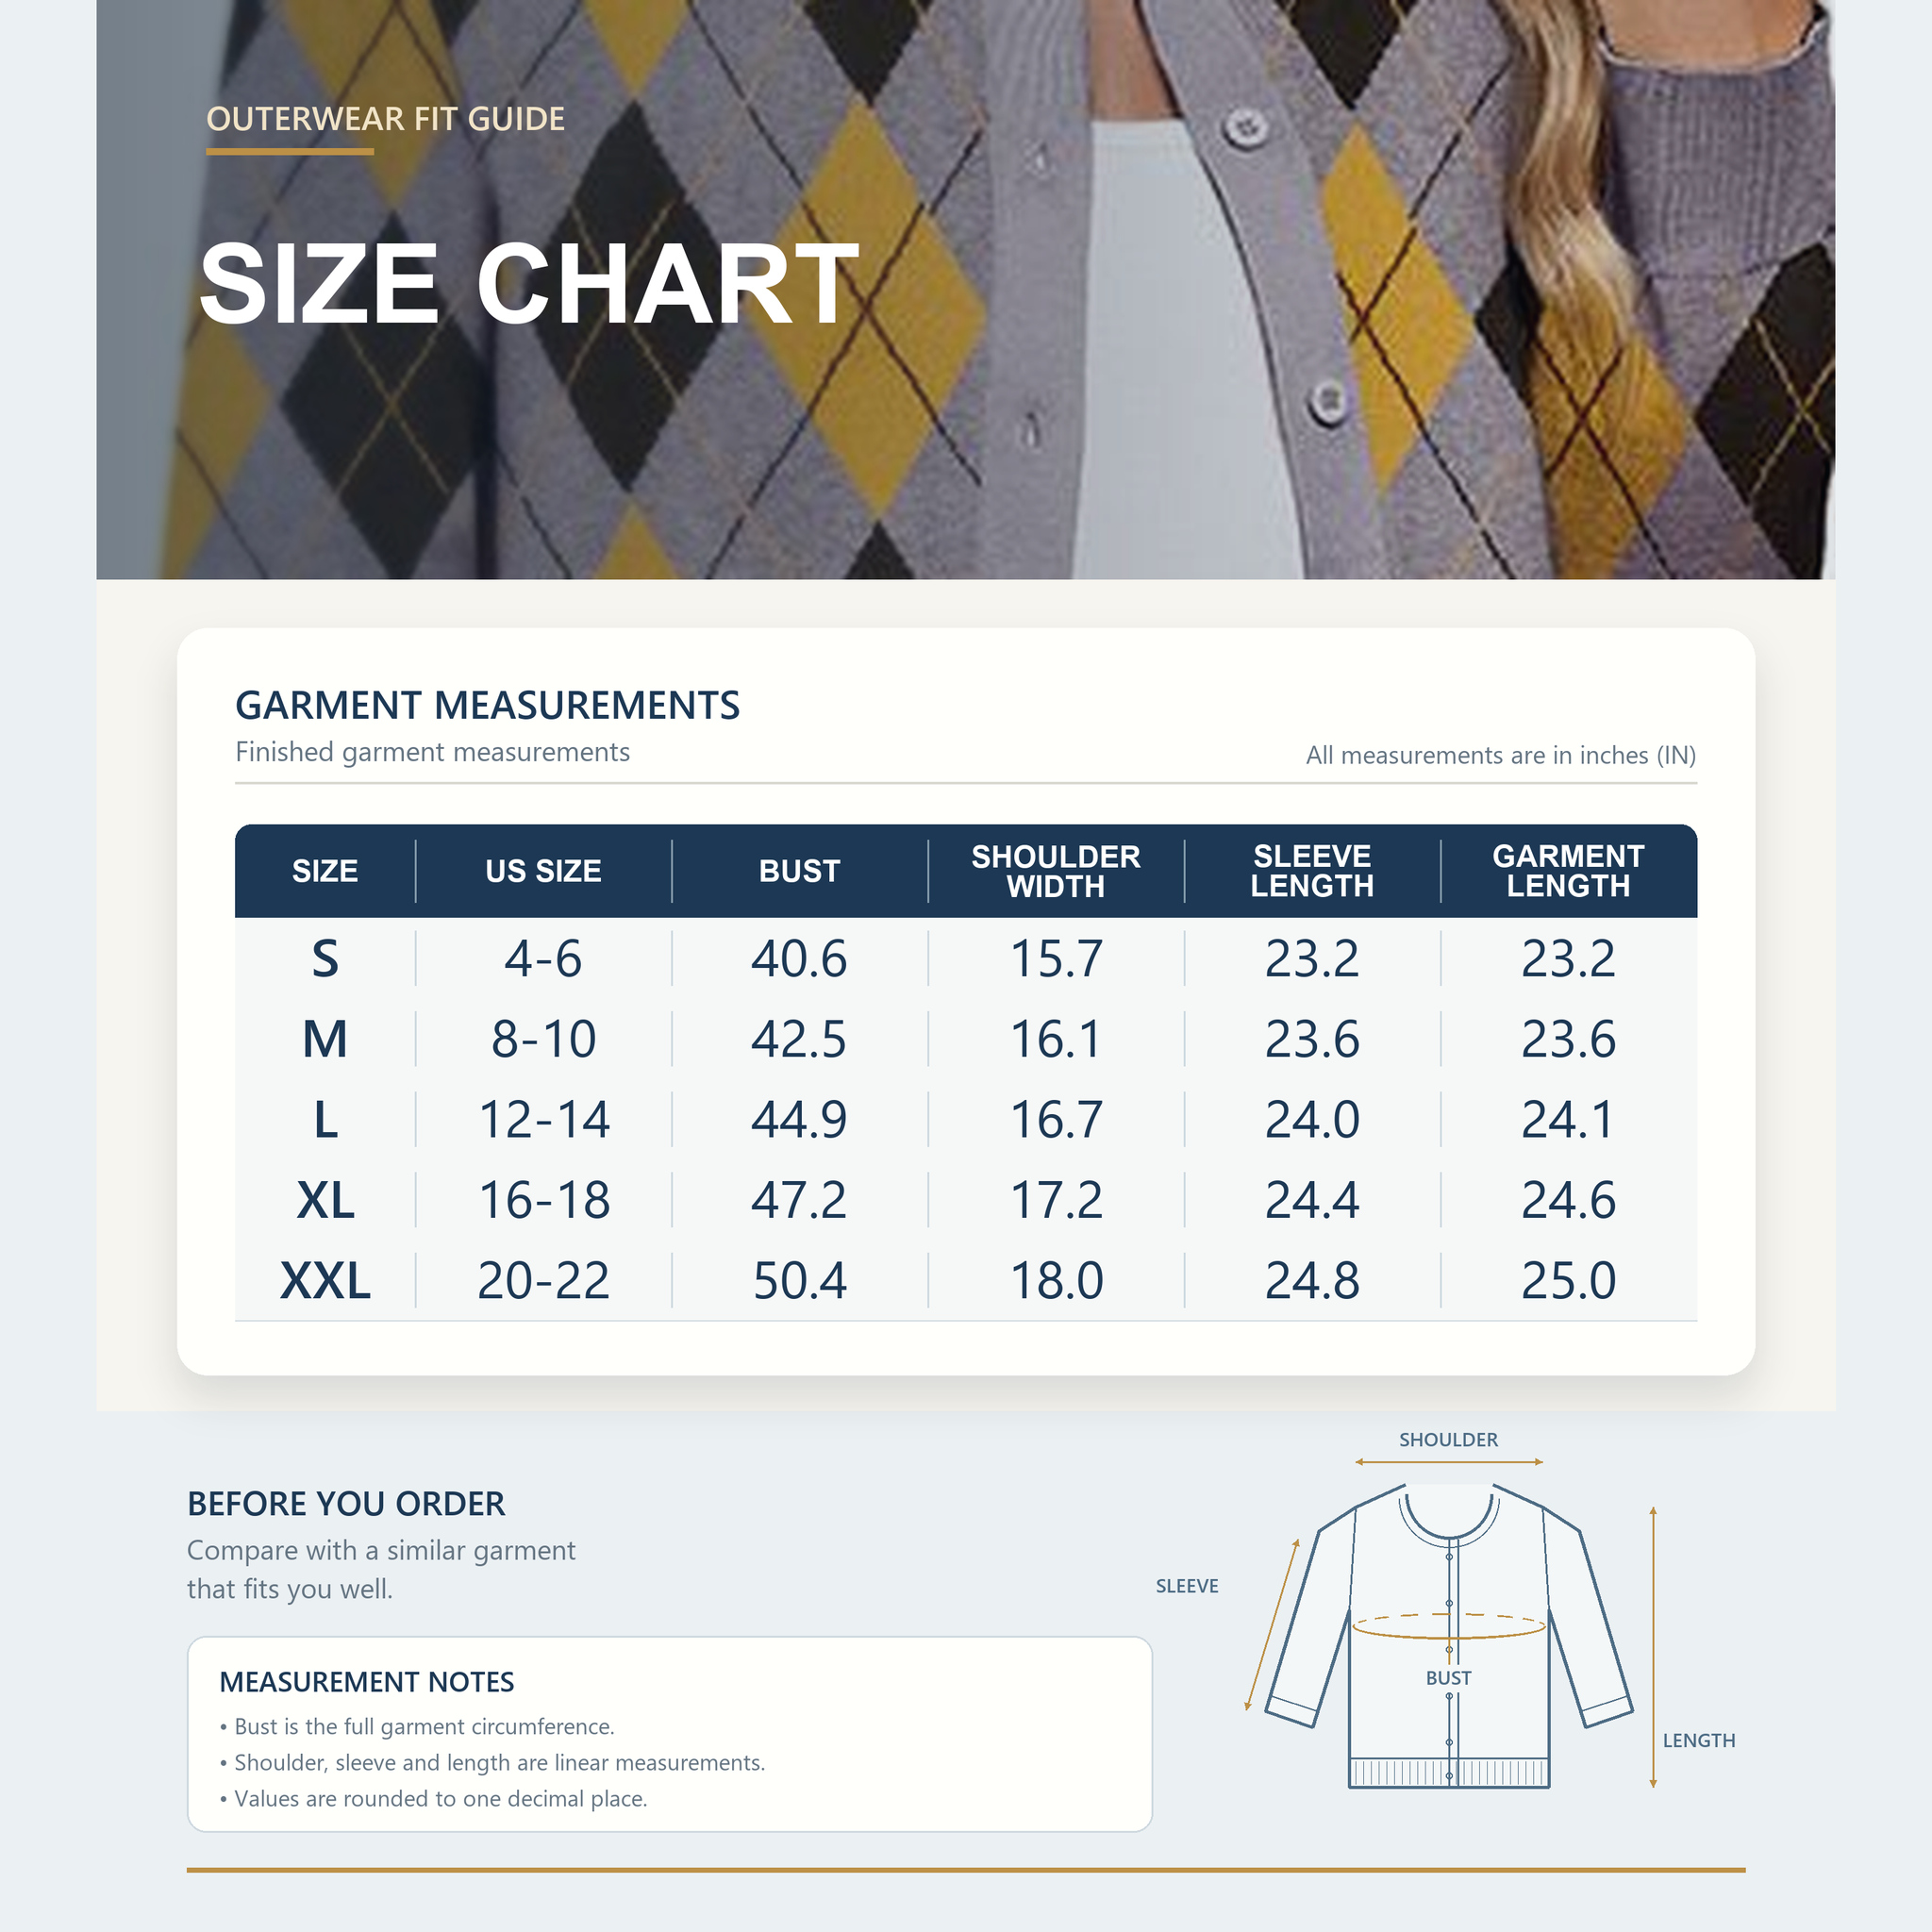 OUTERWEAR FIT GUIDE
SIZE CHART
GARMENT MEASUREMENTS
Finished garment measurements
All measurements are in inches (IN)
SIZE US SIZE BUST SHOULDER WIDTH SLEEVE LENGTH GARMENT LENGTH
S 4-6 40.6 15.7 23.2 23.2
M 8-10 42.5 16.1 23.6 23.6
L 12-14 44.9 16.7 24.0 24.1
XL 16-18 47.2 17.2 24.4 24.6
XXL 20-22 50.4 18.0 24.8 25.0
BEFORE YOU ORDER
Compare with a similar garment
that fits you well.
MEASUREMENT NOTES
• Bust is the full garment circumference.
• Shoulder, sleeve and length are linear measurements.
• Values are rounded to one decimal place.
SHOULDER
SLEEVE
BUST
LENGTH